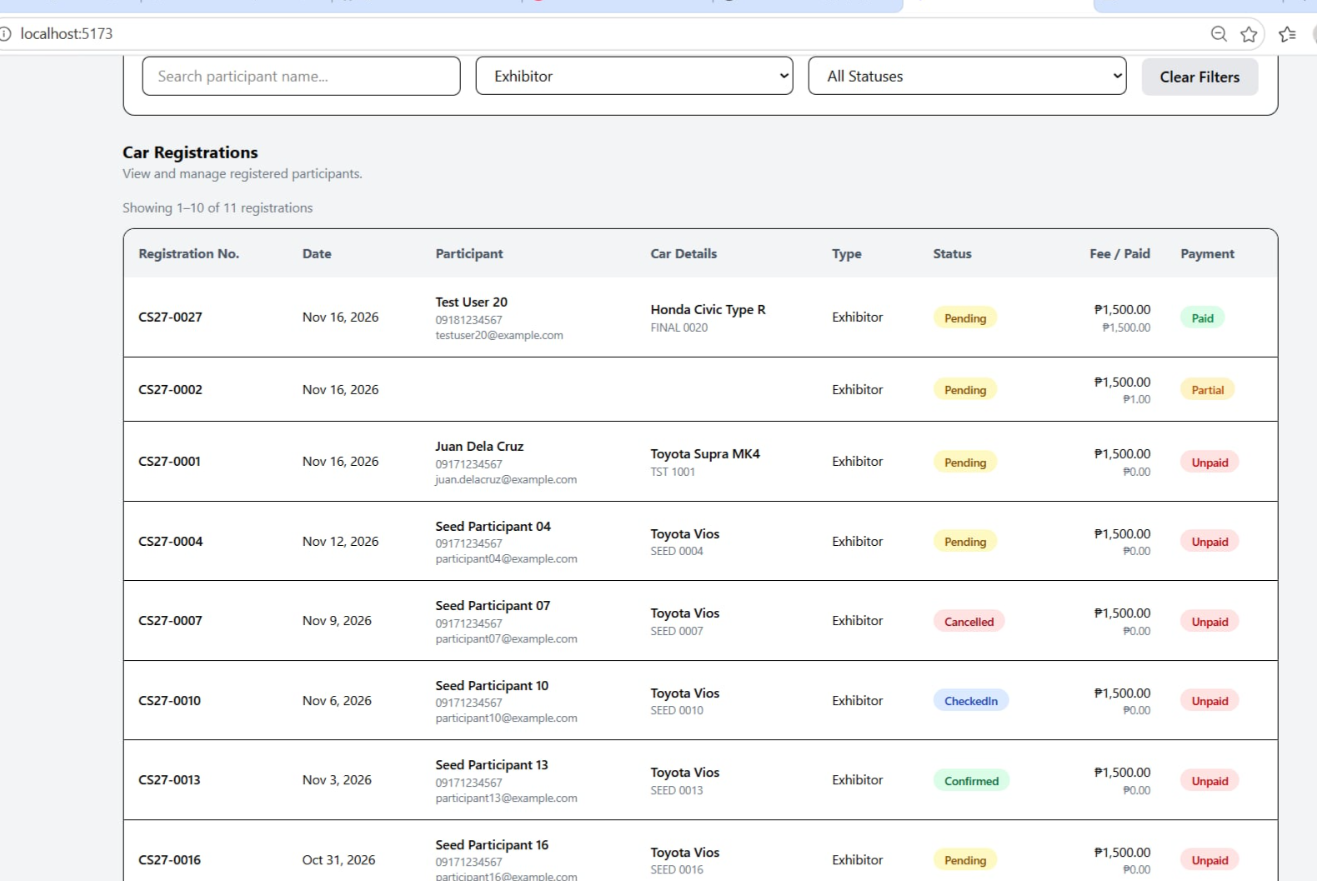 localhost:5173
Search participant name... Exhibitor All Statuses Clear Filters
Car Registrations
View and manage registered participants.
Showing 1–10 of 11 registrations
Registration No. Date Participant Car Details Type Status Fee / Paid Payment
CS27-0027 Nov 16, 2026 Test User 20 09181234567 testuser20@example.com Honda Civic Type R FINAL 0020 Exhibitor Pending ₱1,500.00 ₱1,500.00 Paid
CS27-0002 Nov 16, 2026 Exhibitor Pending ₱1,500.00 ₱1.00 Partial
CS27-0001 Nov 16, 2026 Juan Dela Cruz 09171234567 juan.delacruz@example.com Toyota Supra MK4 TST 1001 Exhibitor Pending ₱1,500.00 ₱0.00 Unpaid
CS27-0004 Nov 12, 2026 Seed Participant 04 09171234567 participant04@example.com Toyota Vios SEED 0004 Exhibitor Pending ₱1,500.00 ₱0.00 Unpaid
CS27-0007 Nov 9, 2026 Seed Participant 07 09171234567 participant07@example.com Toyota Vios SEED 0007 Exhibitor Cancelled ₱1,500.00 ₱0.00 Unpaid
CS27-0010 Nov 6, 2026 Seed Participant 10 09171234567 participant10@example.com Toyota Vios SEED 0010 Exhibitor CheckedIn ₱1,500.00 ₱0.00 Unpaid
CS27-0013 Nov 3, 2026 Seed Participant 13 09171234567 participant13@example.com Toyota Vios SEED 0013 Exhibitor Confirmed ₱1,500.00 ₱0.00 Unpaid
CS27-0016 Oct 31, 2026 Seed Participant 16 09171234567 participant16@example.com Toyota Vios SEED 0016 Exhibitor Pending ₱1,500.00 ₱0.00 Unpaid